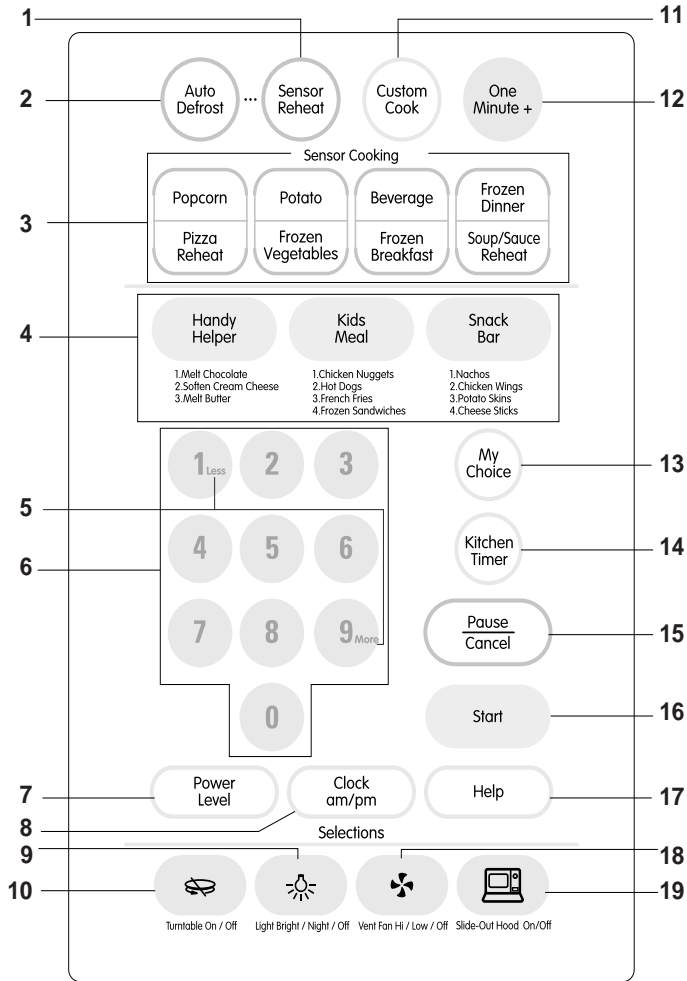 1
11
Auto
Defrost
...
Sensor
Reheat
Custom
Cook
One
Minute +
2
12
Sensor Cooking
Popcorn
Potato
Beverage
Frozen
Dinner
3
Pizza
Reheat
Frozen
Vegetables
Frozen
Breakfast
Soup/Sauce
Reheat
4
Handy
Helper
Kids
Meal
Snack
Bar
1.Melt Chocolate
2.Soften Cream Cheese
3.Melt Butter
1.Chicken Nuggets
2.Hot Dogs
3.French Fries
4.Frozen Sandwiches
1.Nachos
2.Chicken Wings
3.Potato Skins
4.Cheese Sticks
1 Less
2
3
My
Choice
13
5
6
4
5
6
Kitchen
Timer
14
7
8
9 More
Pause
Cancel
15
0
Start
16
7
Power
Level
Clock
am/pm
Help
17
8
Selections
9
18
10
19
Turntable On / Off
Light Bright / Night / Off
Vent Fan Hi / Low / Off
Slide-Out Hood On/Off